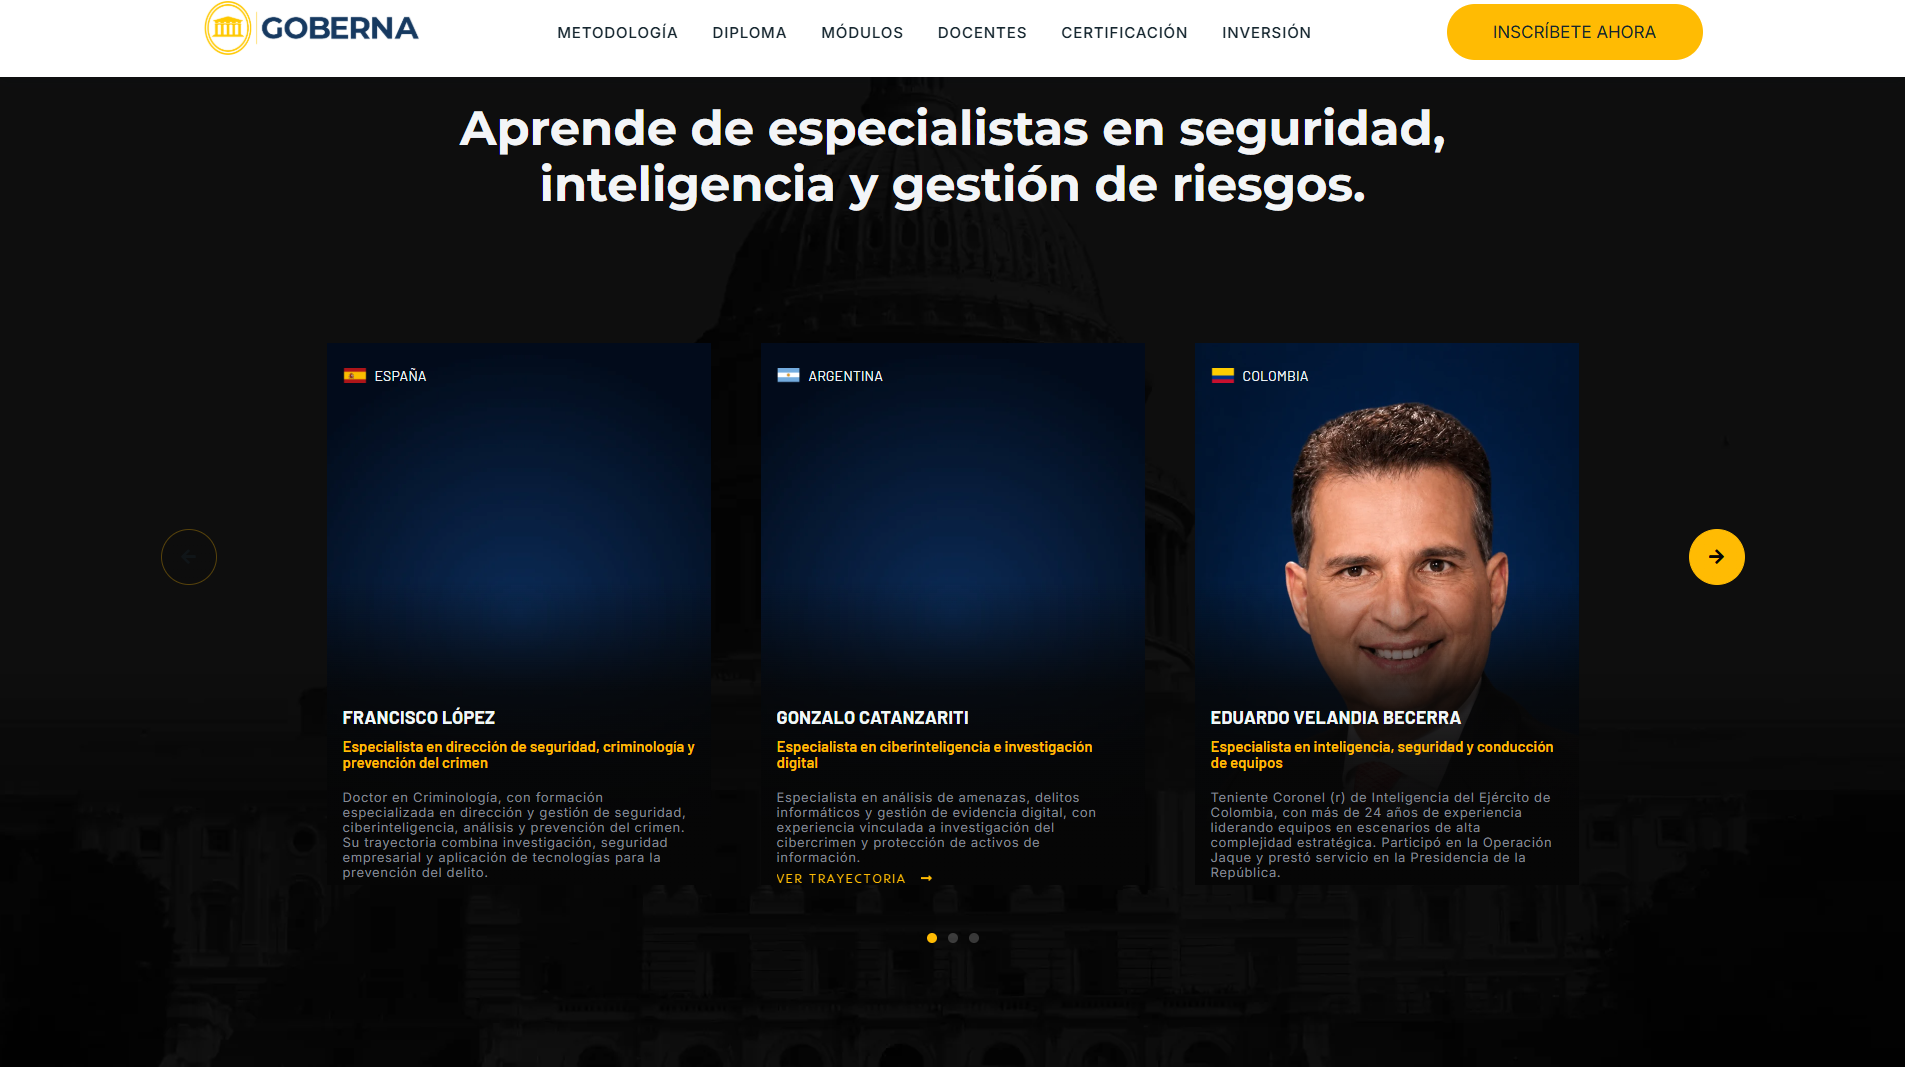 GOBERNA
METODOLOGÍA
DIPLOMA
MÓDULOS
DOCENTES
CERTIFICACIÓN
INVERSIÓN
INSCRÍBETE AHORA
Aprende de especialistas en seguridad,
inteligencia y gestión de riesgos.
ESPAÑA
FRANCISCO LÓPEZ
Especialista en dirección de seguridad, criminología y
prevención del crimen
Doctor en Criminología, con formación
especializada en dirección y gestión de seguridad,
ciberinteligencia, análisis y prevención del crimen.
Su trayectoria combina investigación, seguridad
empresarial y aplicación de tecnologías para la
prevención del delito.
ARGENTINA
GONZALO CATANZARITI
Especialista en ciberinteligencia e investigación
digital
Especialista en análisis de amenazas, delitos
informáticos y gestión de evidencia digital, con
experiencia vinculada a investigación del
cibercrimen y protección de activos de
información.
VER TRAYECTORIA
COLOMBIA
EDUARDO VELANDIA BECERRA
Especialista en inteligencia, seguridad y conducción
de equipos
Teniente Coronel (r) de Inteligencia del Ejército de
Colombia, con más de 24 años de experiencia
liderando equipos en escenarios de alta
complejidad estratégica. Participó en la Operación
Jaque y prestó servicio en la Presidencia de la
República.